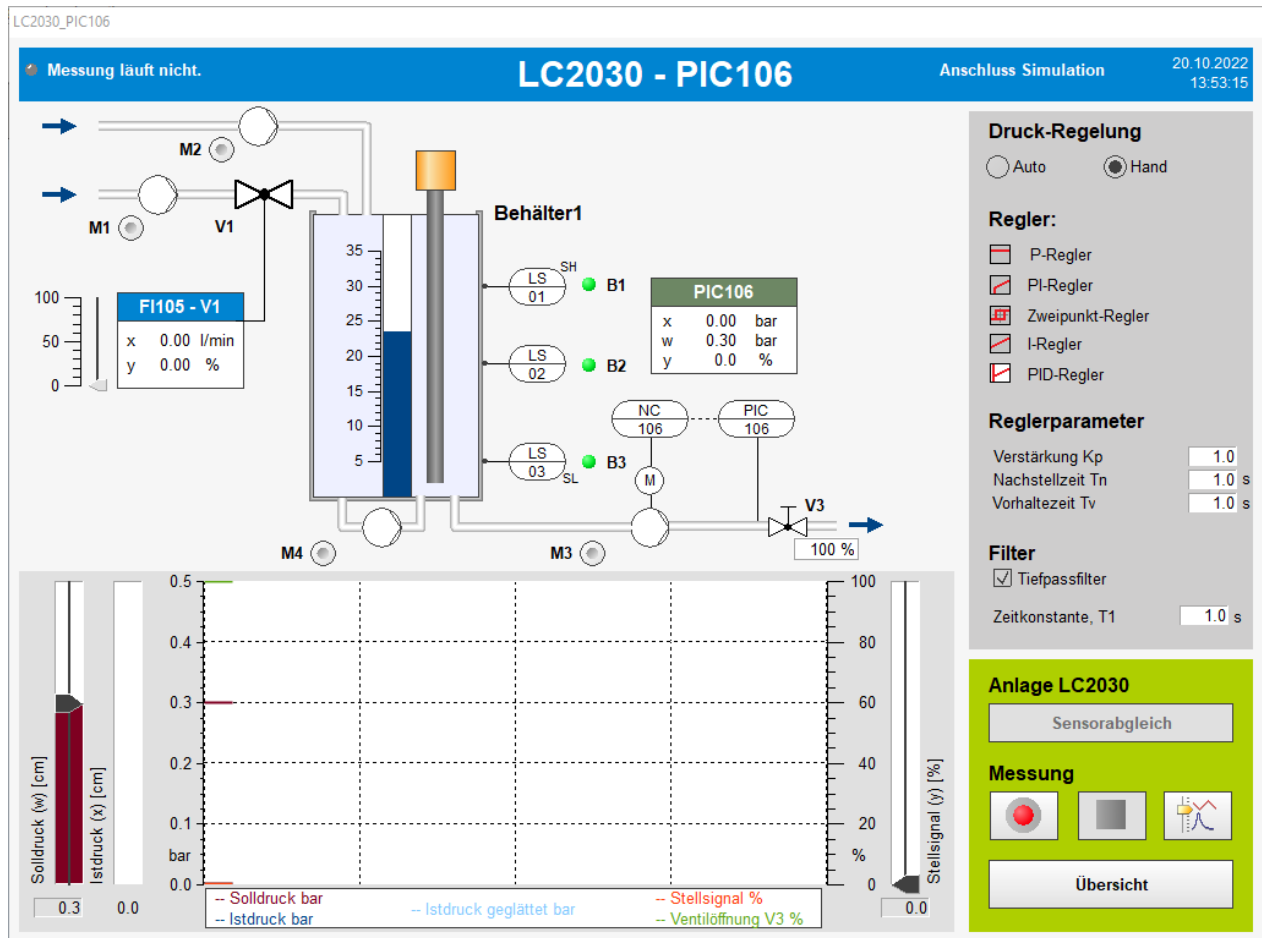 LC2030_PIC106
Messung läuft nicht.
LC2030 - PIC106
Anschluss Simulation
20.10.2022
13:53:15
M2
M1
V1
100
50
0
FI105 - V1
x 0.00 l/min
y 0.00 %
35
30
25
20
15
10
5
Behälter1
LS
01
SH
B1
LS
02
B2
LS
03
SL
B3
PIC106
x 0.00 bar
w 0.30 bar
y 0.0 %
NC
106
PIC
106
M
V3
100 %
M4
M3
Druck-Regelung
Auto Hand
Regler:
P-Regler
PI-Regler
Zweipunkt-Regler
I-Regler
PID-Regler
Reglerparameter
Verstärkung Kp 1.0
Nachstellzeit Tn 1.0 s
Vorhaltezeit Tv 1.0 s
Filter
Tiefpassfilter
Zeitkonstante, T1 1.0 s
Solldruck (w) [cm]
0.3
Istdruck (x) [cm]
0.0
0.5
0.4
0.3
0.2
0.1
bar
0.0
100
80
60
40
20
%
0
Stellsignal (y) [%]
0.0
-- Solldruck bar
-- Istdruck bar
-- Istdruck geglättet bar
-- Stellsignal %
-- Ventilöffnung V3 %
Anlage LC2030
Sensorabgleich
Messung
Übersicht